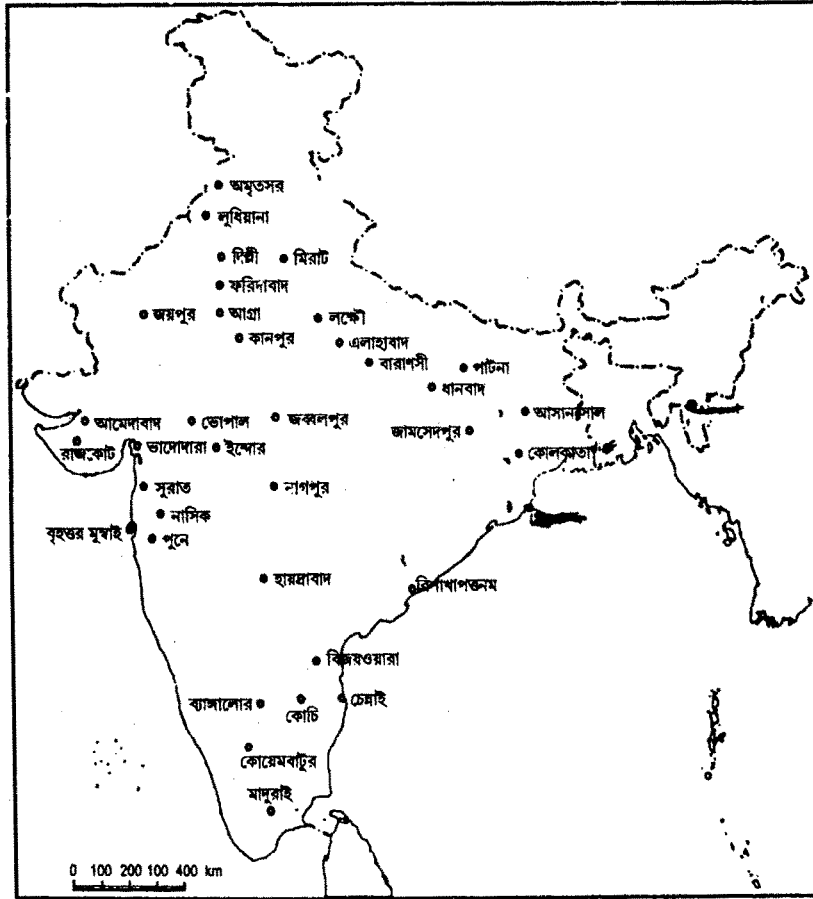 অমৃতসর
লুধিয়ানা
দিল্লী মিরাট
ফরিদাবাদ
জয়পুর আগ্রা লক্ষ্ণৌ
কানপুর এলাহাবাদ
বারাণসী পাটনা
ধানবাদ
আমেদাবাদ ভোপাল জব্বলপুর আসানসোল
জামসেদপুর
রাজকোট ভাদোদারা ইন্দোর কোলকাতা
সুরাত নাগপুর
নাসিক
বৃহত্তর মুম্বাই
পুনে
হায়দ্রাবাদ বিশাখাপত্তনম
বিজয়ওয়ারা
ব্যাঙ্গালোর কোচি চেন্নাই
কোয়েমবাটুর
মাদুরাই
0 100 200 300 400 km